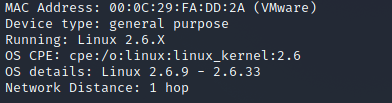 MAC Address: 00:0C:29:FA:DD:2A (VMware)
Device type: general purpose
Running: Linux 2.6.X
OS CPE: cpe:/o:linux:linux_kernel:2.6
OS details: Linux 2.6.9 - 2.6.33
Network Distance: 1 hop